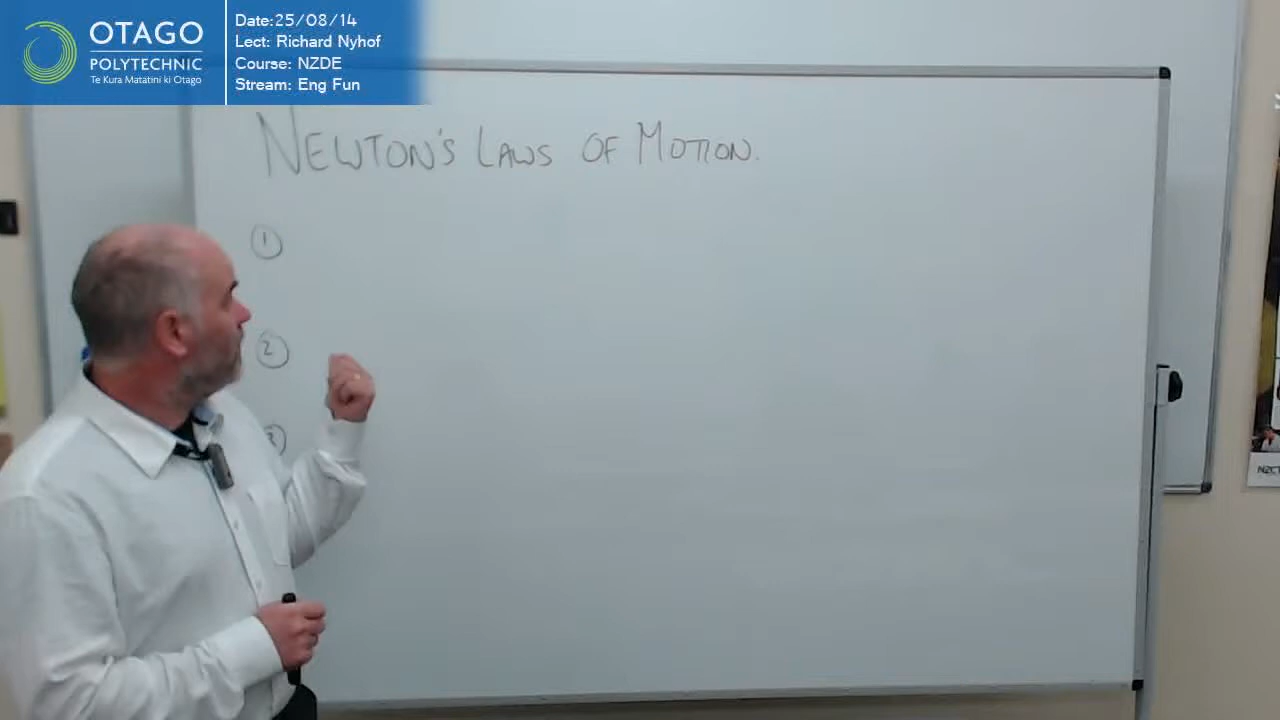 OTAGO
POLYTECHNIC
Te Kura Matatini ki Otago
Date:25/08/14
Lect: Richard Nyhof
Course: NZDE
Stream: Eng Fun
NEWTON'S LAWS OF MOTION.
1
2
3